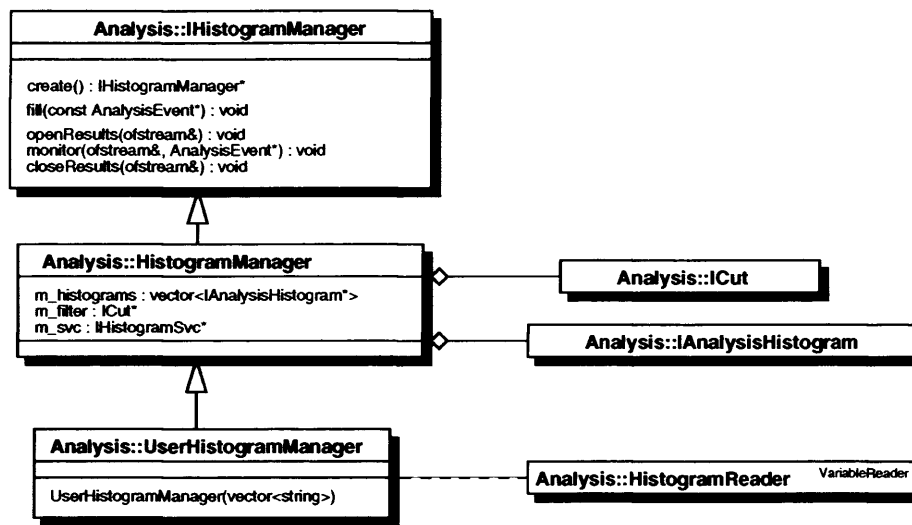 Analysis::IHistogramManager
create() : IHistogramManager*
fill(const AnalysisEvent*) : void
openResults(ofstream&) : void
monitor(ofstream&, AnalysisEvent*) : void
closeResults(ofstream&) : void
Analysis::HistogramManager
m_histograms : vector<IAnalysisHistogram*>
m_filter : ICut*
m_svc : IHistogramSvc*
Analysis::ICut
Analysis::IAnalysisHistogram
Analysis::UserHistogramManager
UserHistogramManager(vector<string>)
Analysis::HistogramReader VariableReader